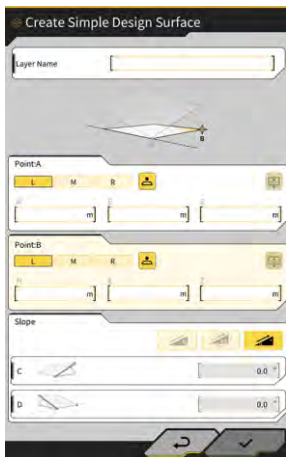 Create Simple Design Surface
Layer Name [ ]
B
Point:A
L M R
N E Z
[ m] [ m] [ m]
Point:B
L M R
N E Z
[ m] [ m] [ m]
Slope
C [ 0.0 ]
D [ 0.0 ]